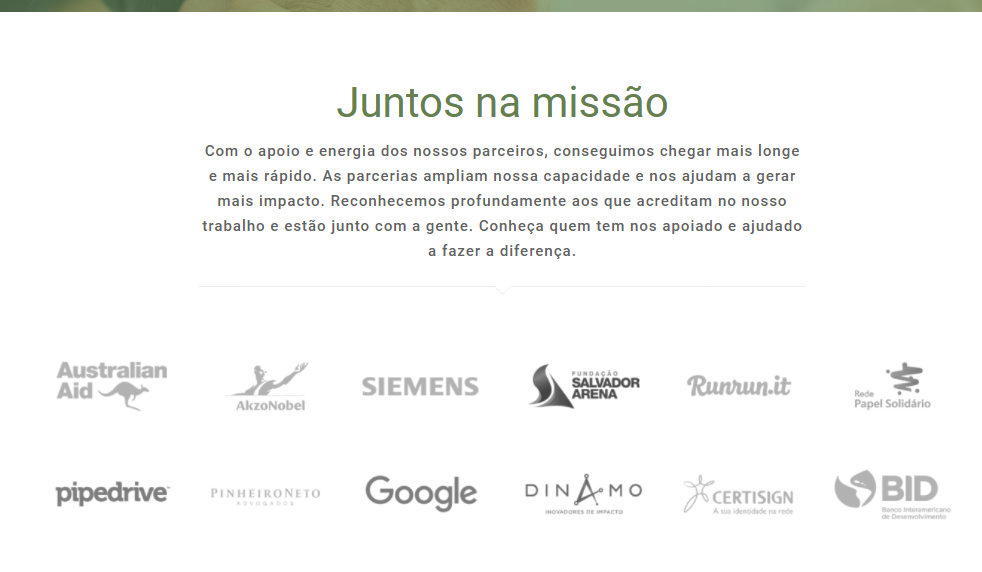 Juntos na missão
Com o apoio e energia dos nossos parceiros, conseguimos chegar mais longe
e mais rápido. As parcerias ampliam nossa capacidade e nos ajudam a gerar
mais impacto. Reconhecemos profundamente aos que acreditam no nosso
trabalho e estão junto com a gente. Conheça quem tem nos apoiado e ajudado
a fazer a diferença.
Australian
Aid
AkzoNobel
SIEMENS
FUNDAÇÃO
SALVADOR
ARENA
Runrun.it
Rede
Papel Solidário
pipedrive™
PINHEIRONETO
ADVOGADOS
Google
DINAMO
INOVADORES DE IMPACTO
CERTISIGN
A sua identidade na rede
BID
Banco Interamericano
de Desenvolvimento